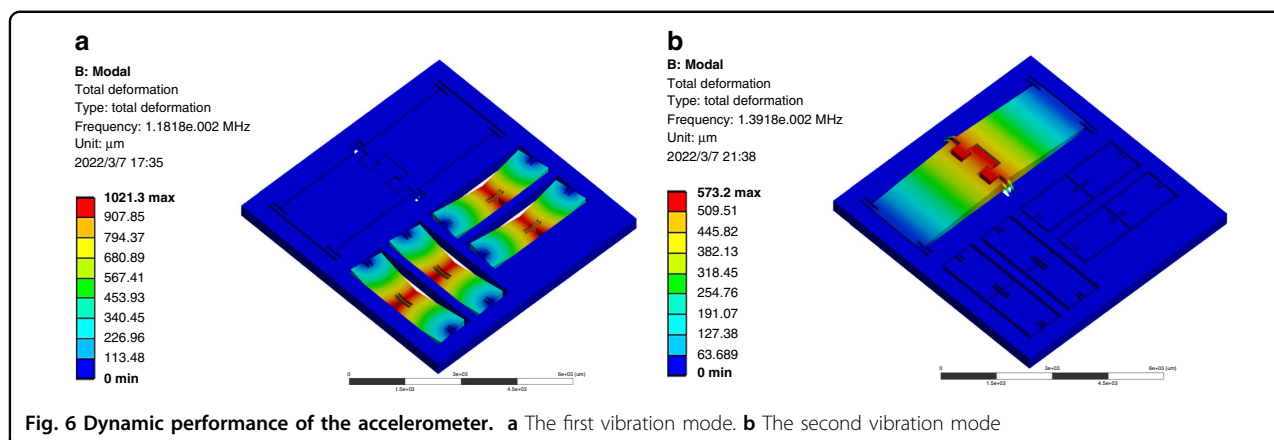 a
B: Modal
Total deformation
Type: total deformation
Frequency: 1.1818e.002 MHz
Unit: μm
2022/3/7 17:35
1021.3 max
907.85
794.37
680.89
567.41
453.93
340.45
226.96
113.48
0 min
0
3e+03
6e+03 (um)
1.5e+03
4.5e+03
b
B: Modal
Total deformation
Type: total deformation
Frequency: 1.3918e.002 MHz
Unit: μm
2022/3/7 21:38
573.2 max
509.51
445.82
382.13
318.45
254.76
191.07
127.38
63.689
0 min
0
3e+03
6e+03 (um)
1.5e+03
4.5e+03
Fig. 6 Dynamic performance of the accelerometer. a The first vibration mode. b The second vibration mode